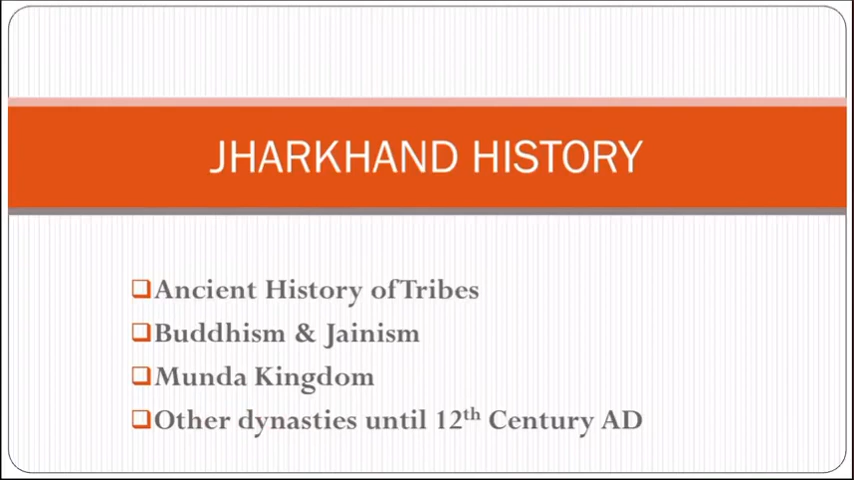 JHARKHAND HISTORY
Ancient History of Tribes
Buddhism & Jainism
Munda Kingdom
Other dynasties until 12th Century AD